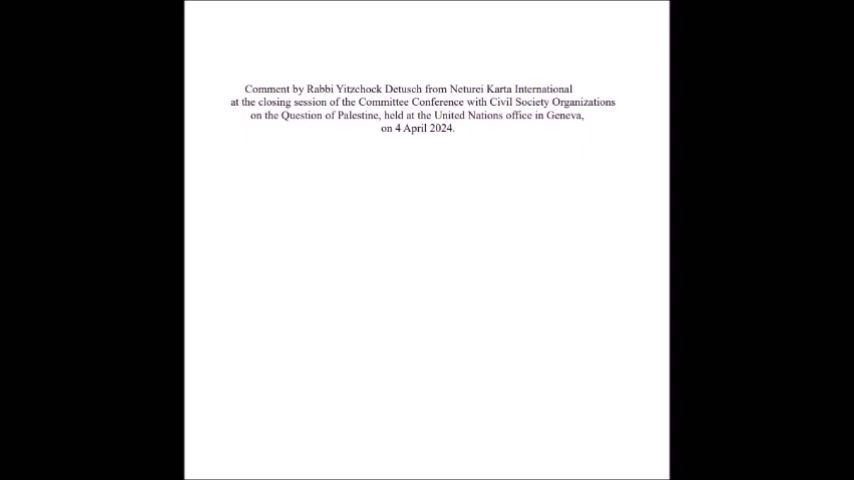 Comment by Rabbi Yitzchock Detusch from Neturei Karta International
at the closing session of the Committee Conference with Civil Society Organizations
on the Question of Palestine, held at the United Nations office in Geneva,
on 4 April 2024.